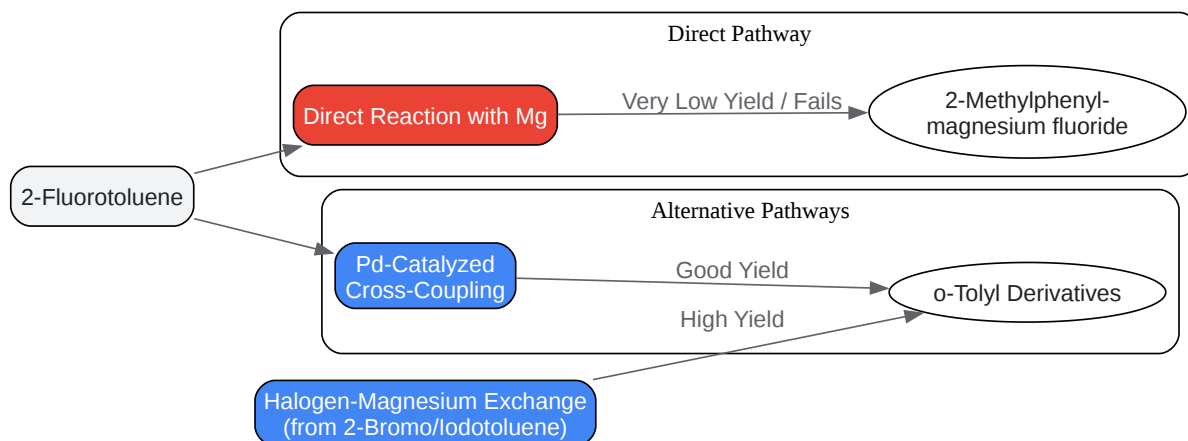 Direct Pathway
Direct Reaction with Mg
Very Low Yield / Fails
2-Methylphenyl-
magnesium fluoride
2-Fluorotoluene
Alternative Pathways
Pd-Catalyzed
Cross-Coupling
Good Yield
o-Tolyl Derivatives
High Yield
Halogen-Magnesium Exchange
(from 2-Bromo/Iodotoluene)